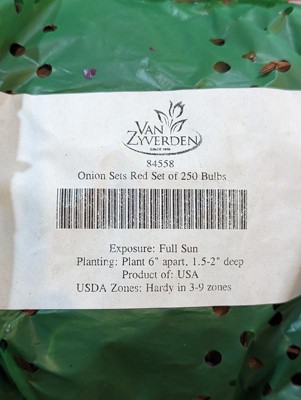 VAN
ZYVERDEN
SINCE 1886
84558
Onion Sets Red Set of 250 Bulbs
Exposure: Full Sun
Planting: Plant 6" apart, 1.5-2" deep
Product of: USA
USDA Zones: Hardy in 3-9 zones